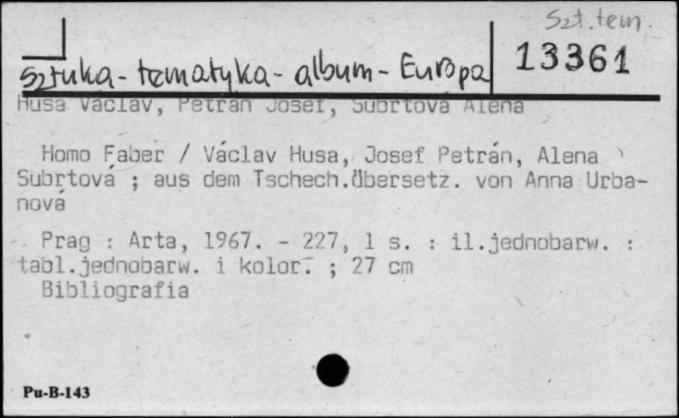 Szt. tem.
Sztuka - tematyka - album - Europa
13361
Husa Václav, Petrán Josef, Subrtova Alena
Homo Faber / Václav Husa, Josef Petrán, Alena
Subrtová ; aus dem Tschech.übersetz. von Anna Urba-
nová
Prag : Arta, 1967. - 227, 1 s. : il.jednobarw. :
tabl.jednobarw. i kolor. ; 27 cm
Bibliografia
Pu-B-143